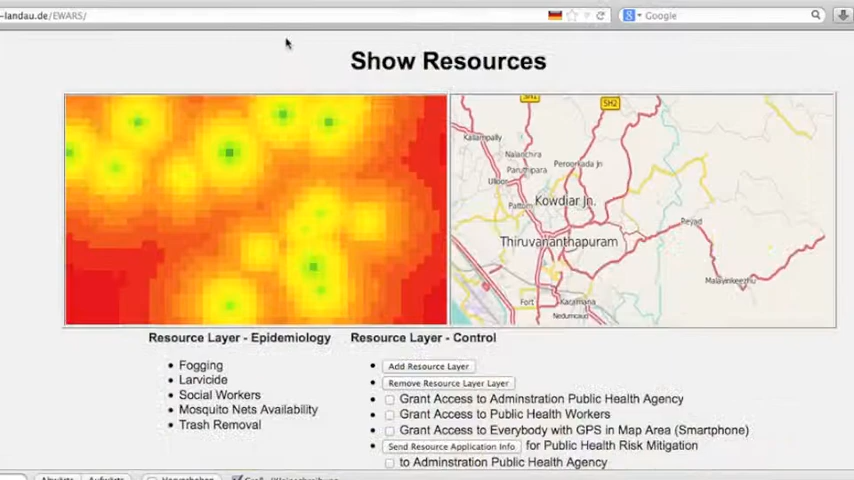 -landau.de/EWARS/
Google
Show Resources
SH1
SH2
Kallampally
Nalanchira
Paruthipara
Peroorkada Jn
Ulloor
Pattom
Kowdiar Jn.
Peyad
Thiruvananthapuram
Malayinkeezhu
Fort
Karamana
Nedumcaud
Resource Layer - Epidemiology
Resource Layer - Control
Fogging
Larvicide
Social Workers
Mosquito Nets Availability
Trash Removal
Add Resource Layer
Remove Resource Layer Layer
Grant Access to Adminstration Public Health Agency
Grant Access to Public Health Workers
Grant Access to Everybody with GPS in Map Area (Smartphone)
Send Resource Application Info for Public Health Risk Mitigation
to Adminstration Public Health Agency